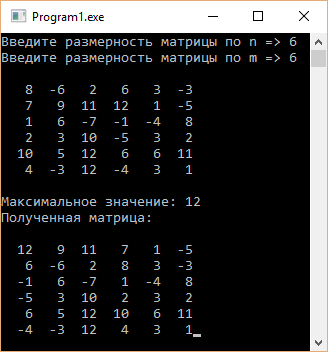 Program1.exe
Введите размерность матрицы по n => 6
Введите размерность матрицы по m => 6
8 -6 2 6 3 -3
7 9 11 12 1 -5
1 6 -7 -1 -4 8
2 3 10 -5 3 2
10 5 12 6 6 11
4 -3 12 -4 3 1
Максимальное значение: 12
Полученная матрица:
12 9 11 7 1 -5
6 -6 2 8 3 -3
-1 6 -7 1 -4 8
-5 3 10 2 3 2
6 5 12 10 6 11
-4 -3 12 4 3 1